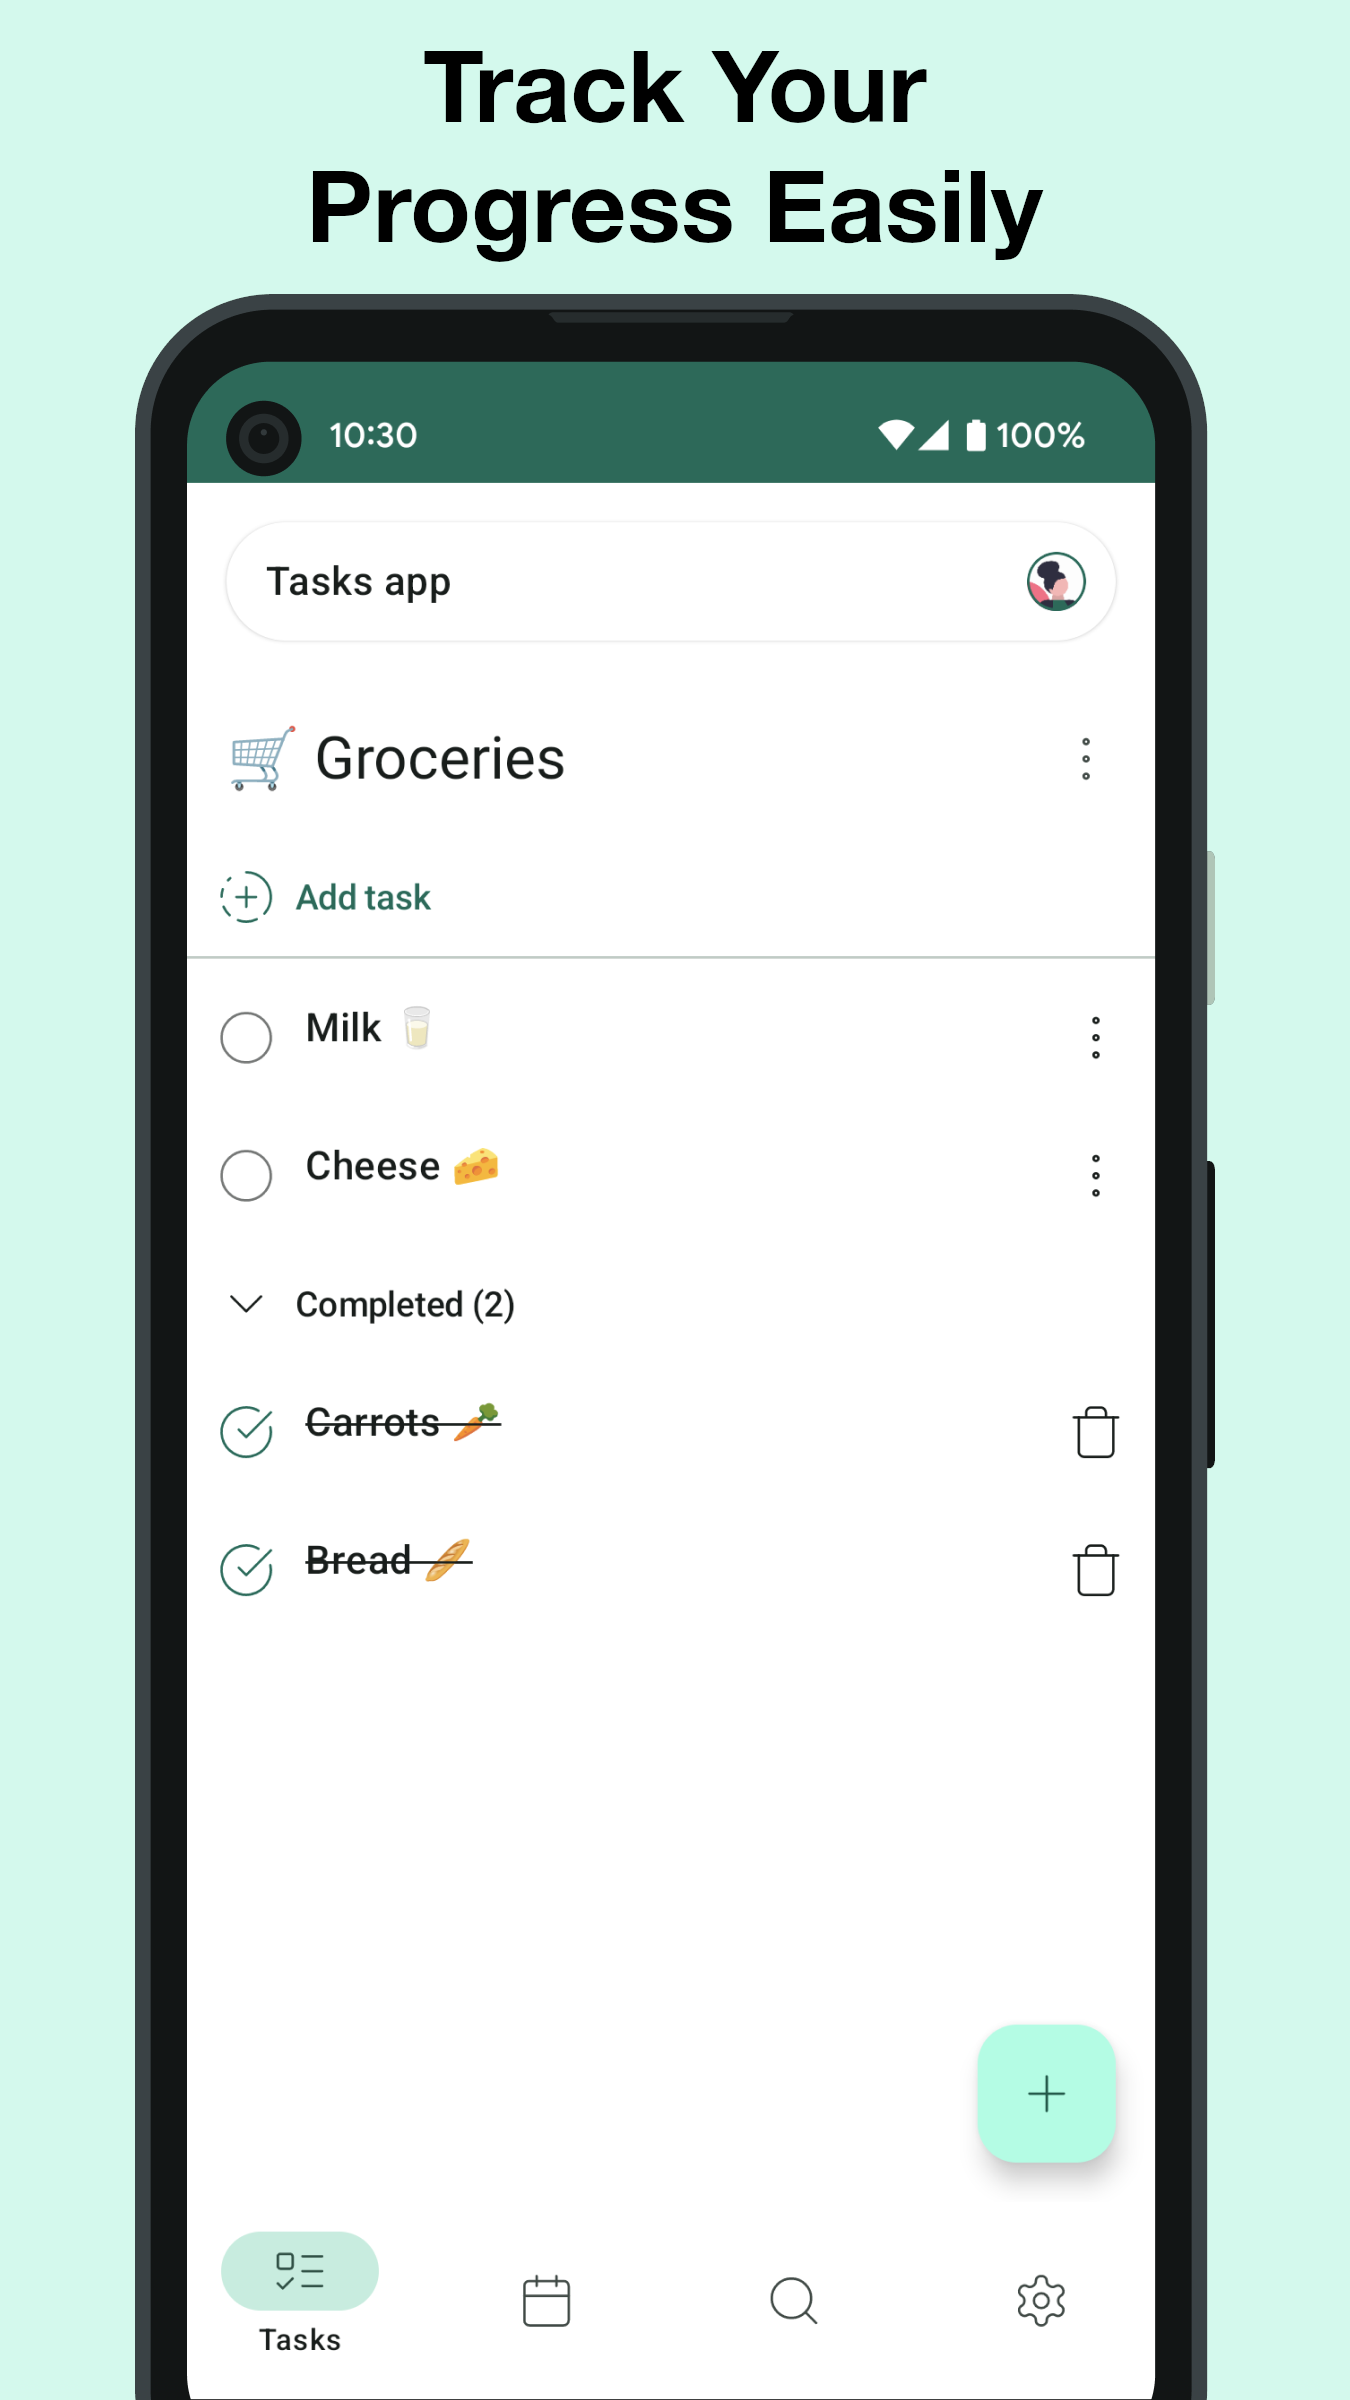 Track Your
Progress Easily
10:30 100%
Tasks app
🛒 Groceries
Add task
Milk 🥛
Cheese 🧀
Completed (2)
Carrots 🥕
Bread 🥖
Tasks